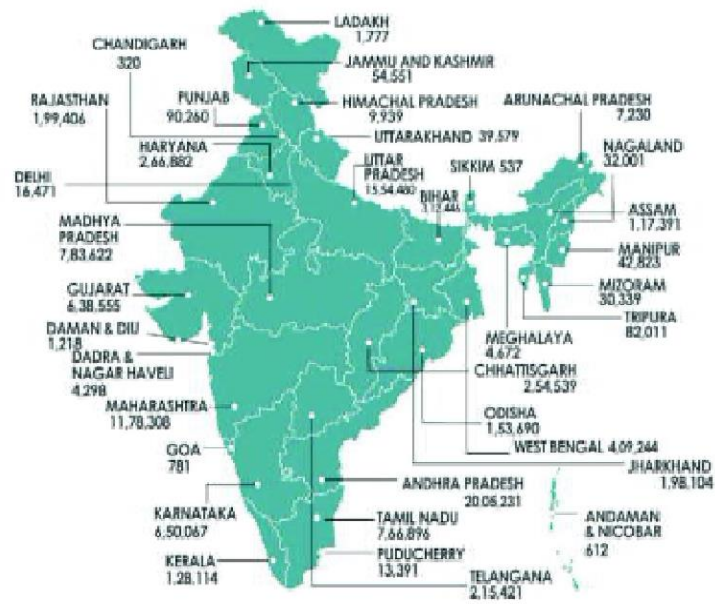 LADAKH
1,777
CHANDIGARH
320
JAMMU AND KASHMIR
54,551
RAJASTHAN
1,99,406
PUNJAB
90,260
HIMACHAL PRADESH
9,939
ARUNACHAL PRADESH
7,230
HARYANA
2,66,882
UTTARAKHAND 39,579
NAGALAND
32,001
DELHI
16,471
UTTAR
PRADESH
15,54,480
SIKKIM 537
BIHAR
ASSAM
1,17,391
MADHYA
PRADESH
7,83,622
MANIPUR
42,823
GUJARAT
6,38,555
MIZORAM
30,339
DAMAN & DIU
1,218
TRIPURA
82,011
MEGHALAYA
4,672
DADRA &
NAGAR HAVELI
4,298
CHHATTISGARH
2,54,539
MAHARASHTRA
11,78,308
ODISHA
1,53,690
GOA
781
WEST BENGAL 4,09,244
JHARKHAND
1,98,104
ANDHRA PRADESH
20,05,231
KARNATAKA
6,50,067
TAMIL NADU
7,66,896
ANDAMAN
& NICOBAR
612
KERALA
1,28,114
PUDUCHERRY
13,391
TELANGANA
2,15,421